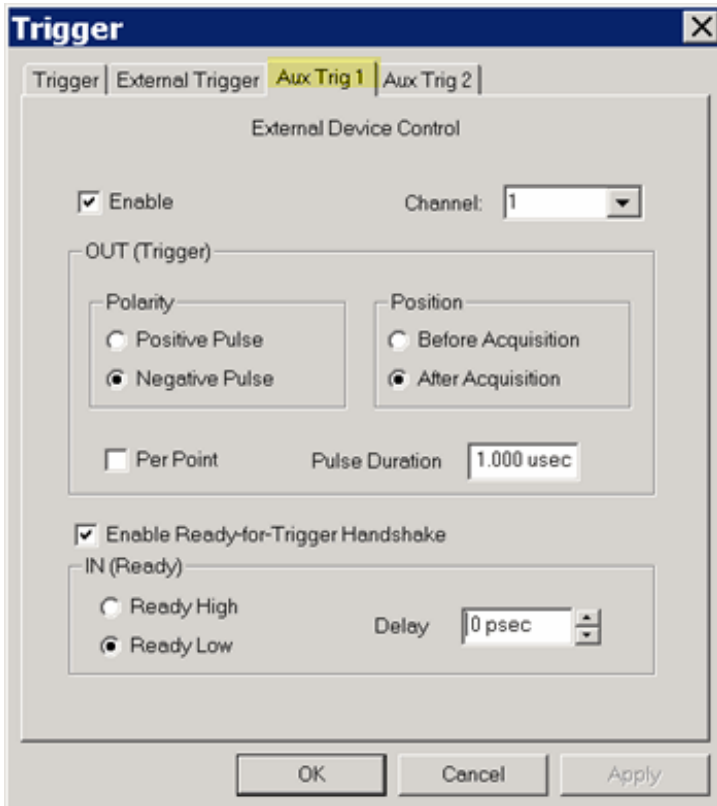 Trigger
Trigger External Trigger Aux Trig 1 Aux Trig 2
External Device Control
Enable Channel: 1
OUT (Trigger)
Polarity Position
Positive Pulse Before Acquisition
Negative Pulse After Acquisition
Per Point Pulse Duration 1.000 usec
Enable Ready-for-Trigger Handshake
IN (Ready)
Ready High
Delay 0 psec
Ready Low
OK Cancel Apply